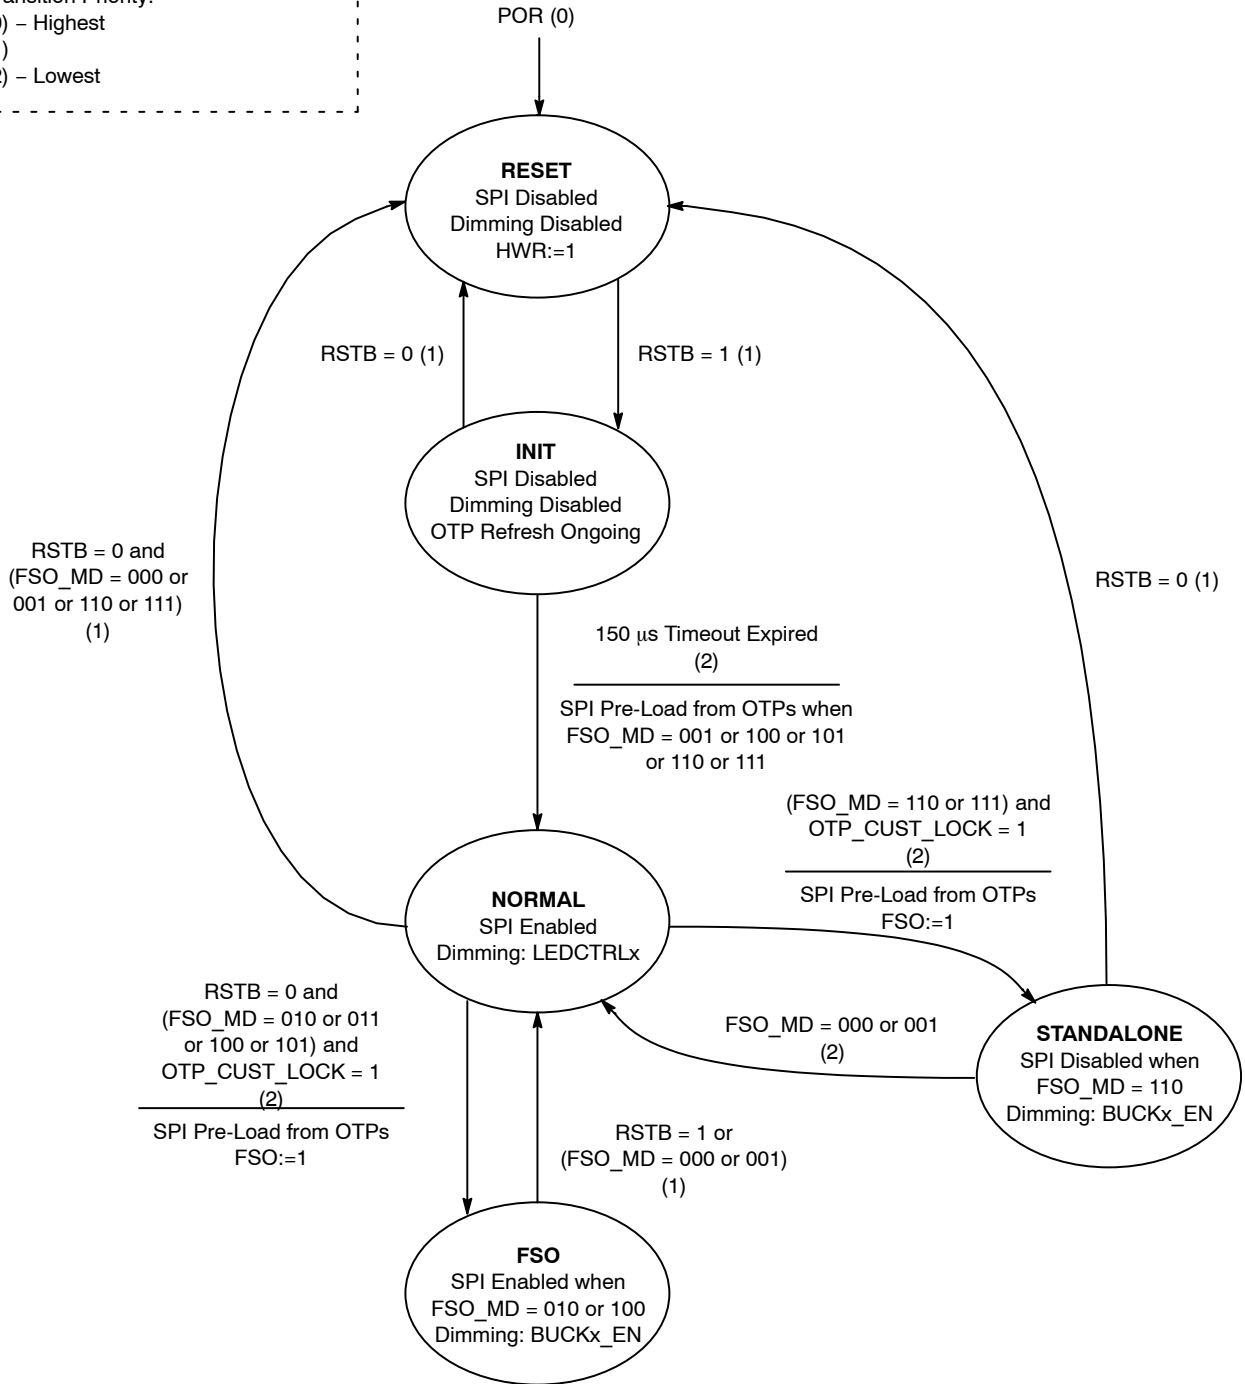 – Highest
– Lowest
POR (0)
RESET
SPI Disabled
Dimming Disabled
HWR:=1
RSTB = 0 (1)
RSTB = 1 (1)
INIT
SPI Disabled
Dimming Disabled
OTP Refresh Ongoing
RSTB = 0 and
(FSO_MD = 000 or
001 or 110 or 111)
(1)
RSTB = 0 (1)
150 μs Timeout Expired
(2)
SPI Pre-Load from OTPs when
FSO_MD = 001 or 100 or 101
or 110 or 111
(FSO_MD = 110 or 111) and
OTP_CUST_LOCK = 1
(2)
SPI Pre-Load from OTPs
FSO:=1
NORMAL
SPI Enabled
Dimming: LEDCTRLx
RSTB = 0 and
(FSO_MD = 010 or 011
or 100 or 101) and
OTP_CUST_LOCK = 1
(2)
SPI Pre-Load from OTPs
FSO:=1
FSO_MD = 000 or 001
(2)
STANDALONE
SPI Disabled when
FSO_MD = 110
Dimming: BUCKx_EN
RSTB = 1 or
(FSO_MD = 000 or 001)
(1)
FSO
SPI Enabled when
FSO_MD = 010 or 100
Dimming: BUCKx_EN